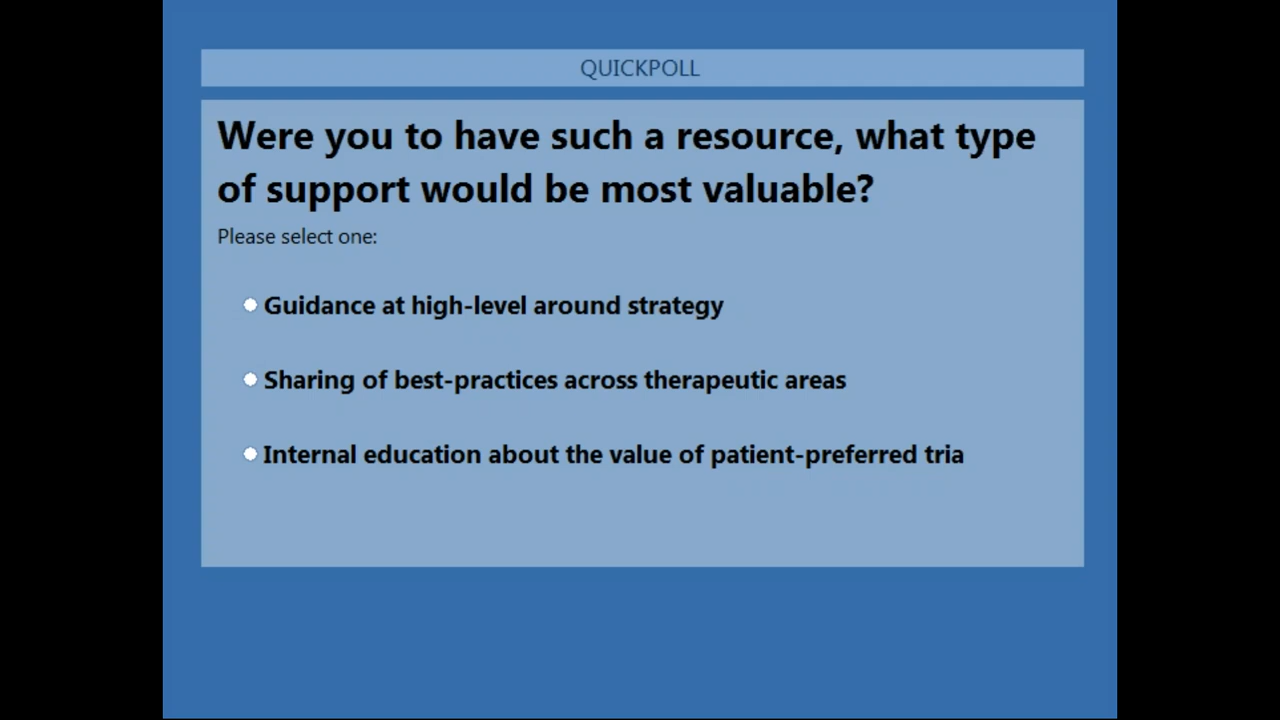 QUICKPOLL
Were you to have such a resource, what type
of support would be most valuable?
Please select one:
Guidance at high-level around strategy
Sharing of best-practices across therapeutic areas
Internal education about the value of patient-preferred tria